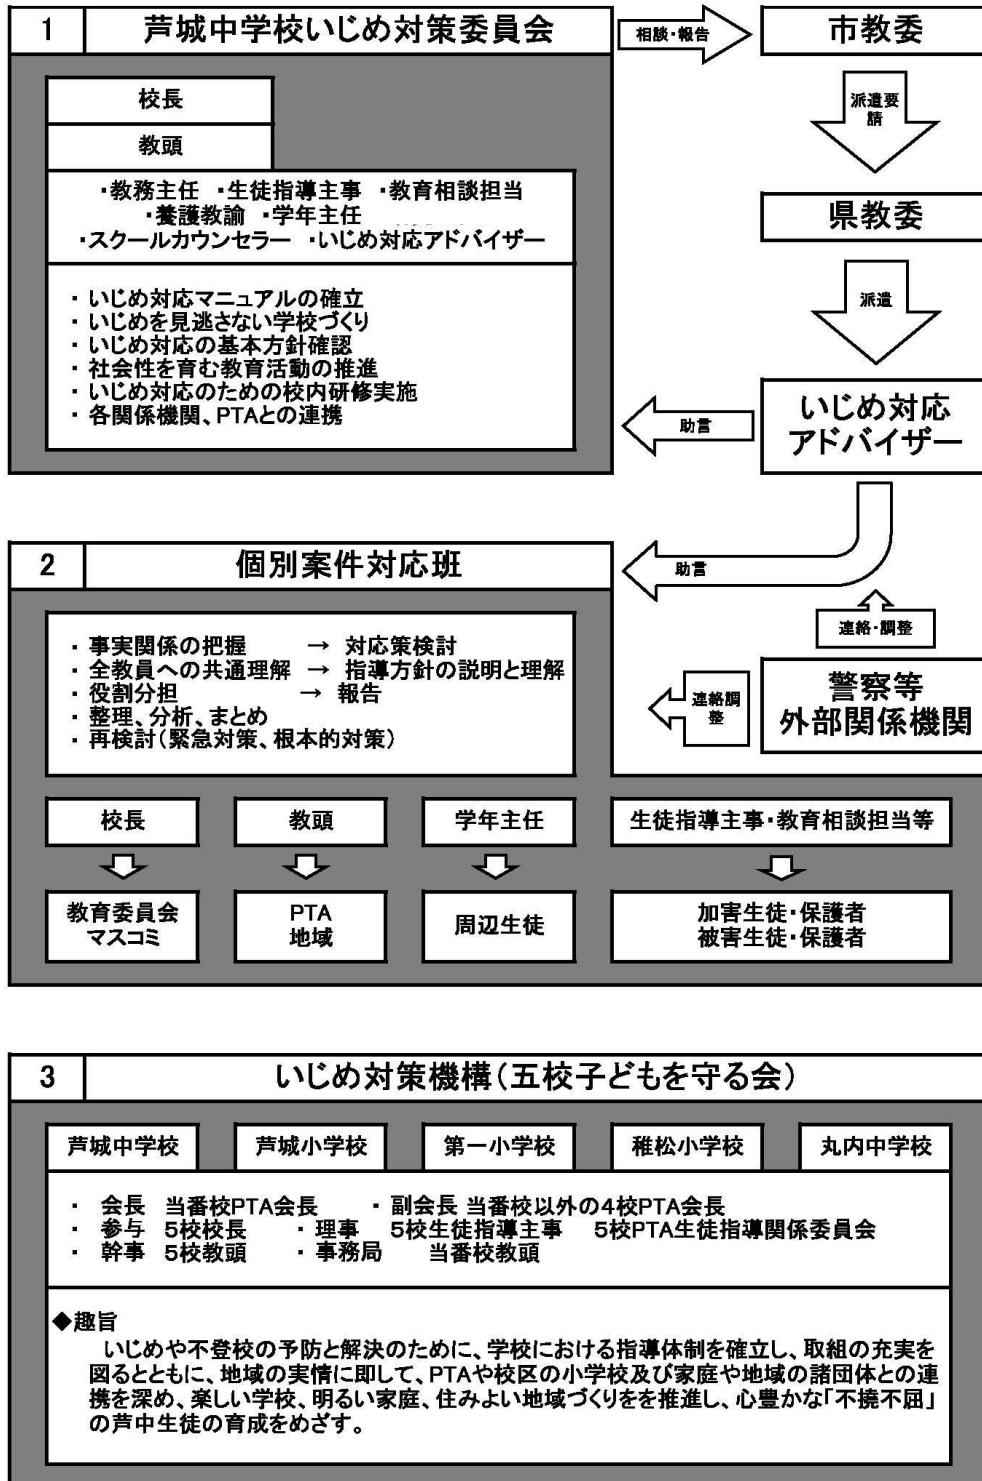 1 芦城中学校いじめ対策委員会
相談・報告
市教委
校長
教頭
・教務主任 ・生徒指導主事 ・教育相談担当
・養護教諭 ・学年主任
・スクールカウンセラー ・いじめ対応アドバイザー
・ いじめ対応マニュアルの確立
・ いじめを見逃さない学校づくり
・ いじめ対応の基本方針確認
・ 社会性を育む教育活動の推進
・ いじめ対応のための校内研修実施
・ 各関係機関、PTAとの連携
派遣要
請
県教委
派遣
いじめ対応
アドバイザー
助言
2 個別案件対応班
助言
・ 事実関係の把握 → 対応策検討
・ 全教員への共通理解 → 指導方針の説明と理解
・ 役割分担 → 報告
・ 整理、分析、まとめ
・ 再検討(緊急対策、根本的対策)
連絡・調整
警察等
外部関係機関
連絡調
整
校長
教頭
学年主任
生徒指導主事・教育相談担当等
教育委員会
マスコミ
PTA
地域
周辺生徒
加害生徒・保護者
被害生徒・保護者
3 いじめ対策機構(五校子どもを守る会)
芦城中学校
芦城小学校
第一小学校
稚松小学校
丸内中学校
・ 会長 当番校PTA会長 ・ 副会長 当番校以外の4校PTA会長
・ 参与 5校校長 ・ 理事 5校生徒指導主事 5校PTA生徒指導関係委員会
・ 幹事 5校教頭 ・ 事務局 当番校教頭
◆趣旨
いじめや不登校の予防と解決のために、学校における指導体制を確立し、取組の充実を
図るとともに、地域の実情に即して、PTAや校区の小学校及び家庭や地域の諸団体との連
携を深め、楽しい学校、明るい家庭、住みよい地域づくりをを推進し、心豊かな「不撓不屈」
の芦中生徒の育成をめざす。